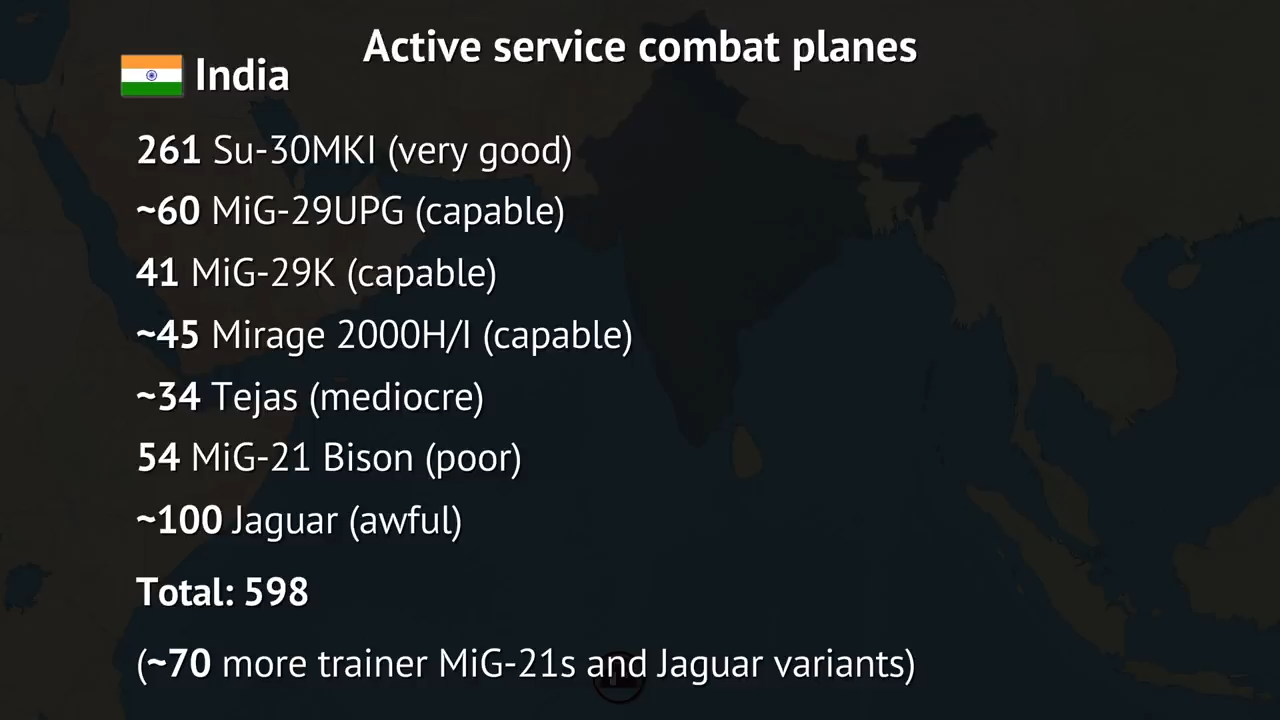 Active service combat planes
India
261 Su-30MKI (very good)
~60 MiG-29UPG (capable)
41 MiG-29K (capable)
~45 Mirage 2000H/I (capable)
~34 Tejas (mediocre)
54 MiG-21 Bison (poor)
~100 Jaguar (awful)
Total: 598
(~70 more trainer MiG-21s and Jaguar variants)